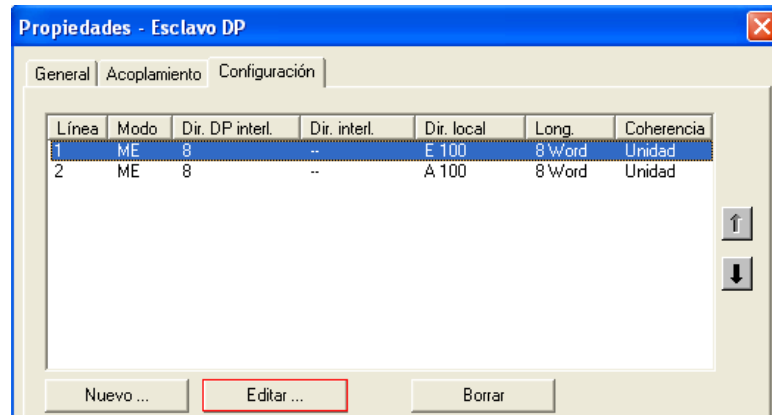 Propiedades - Esclavo DP
General Acoplamiento Configuración
Línea Modo Dir. DP interl. Dir. interl. Dir. local Long. Coherencia
1 ME 8 -- E 100 8 Word Unidad
2 ME 8 -- A 100 8 Word Unidad
Nuevo ... Editar ... Borrar